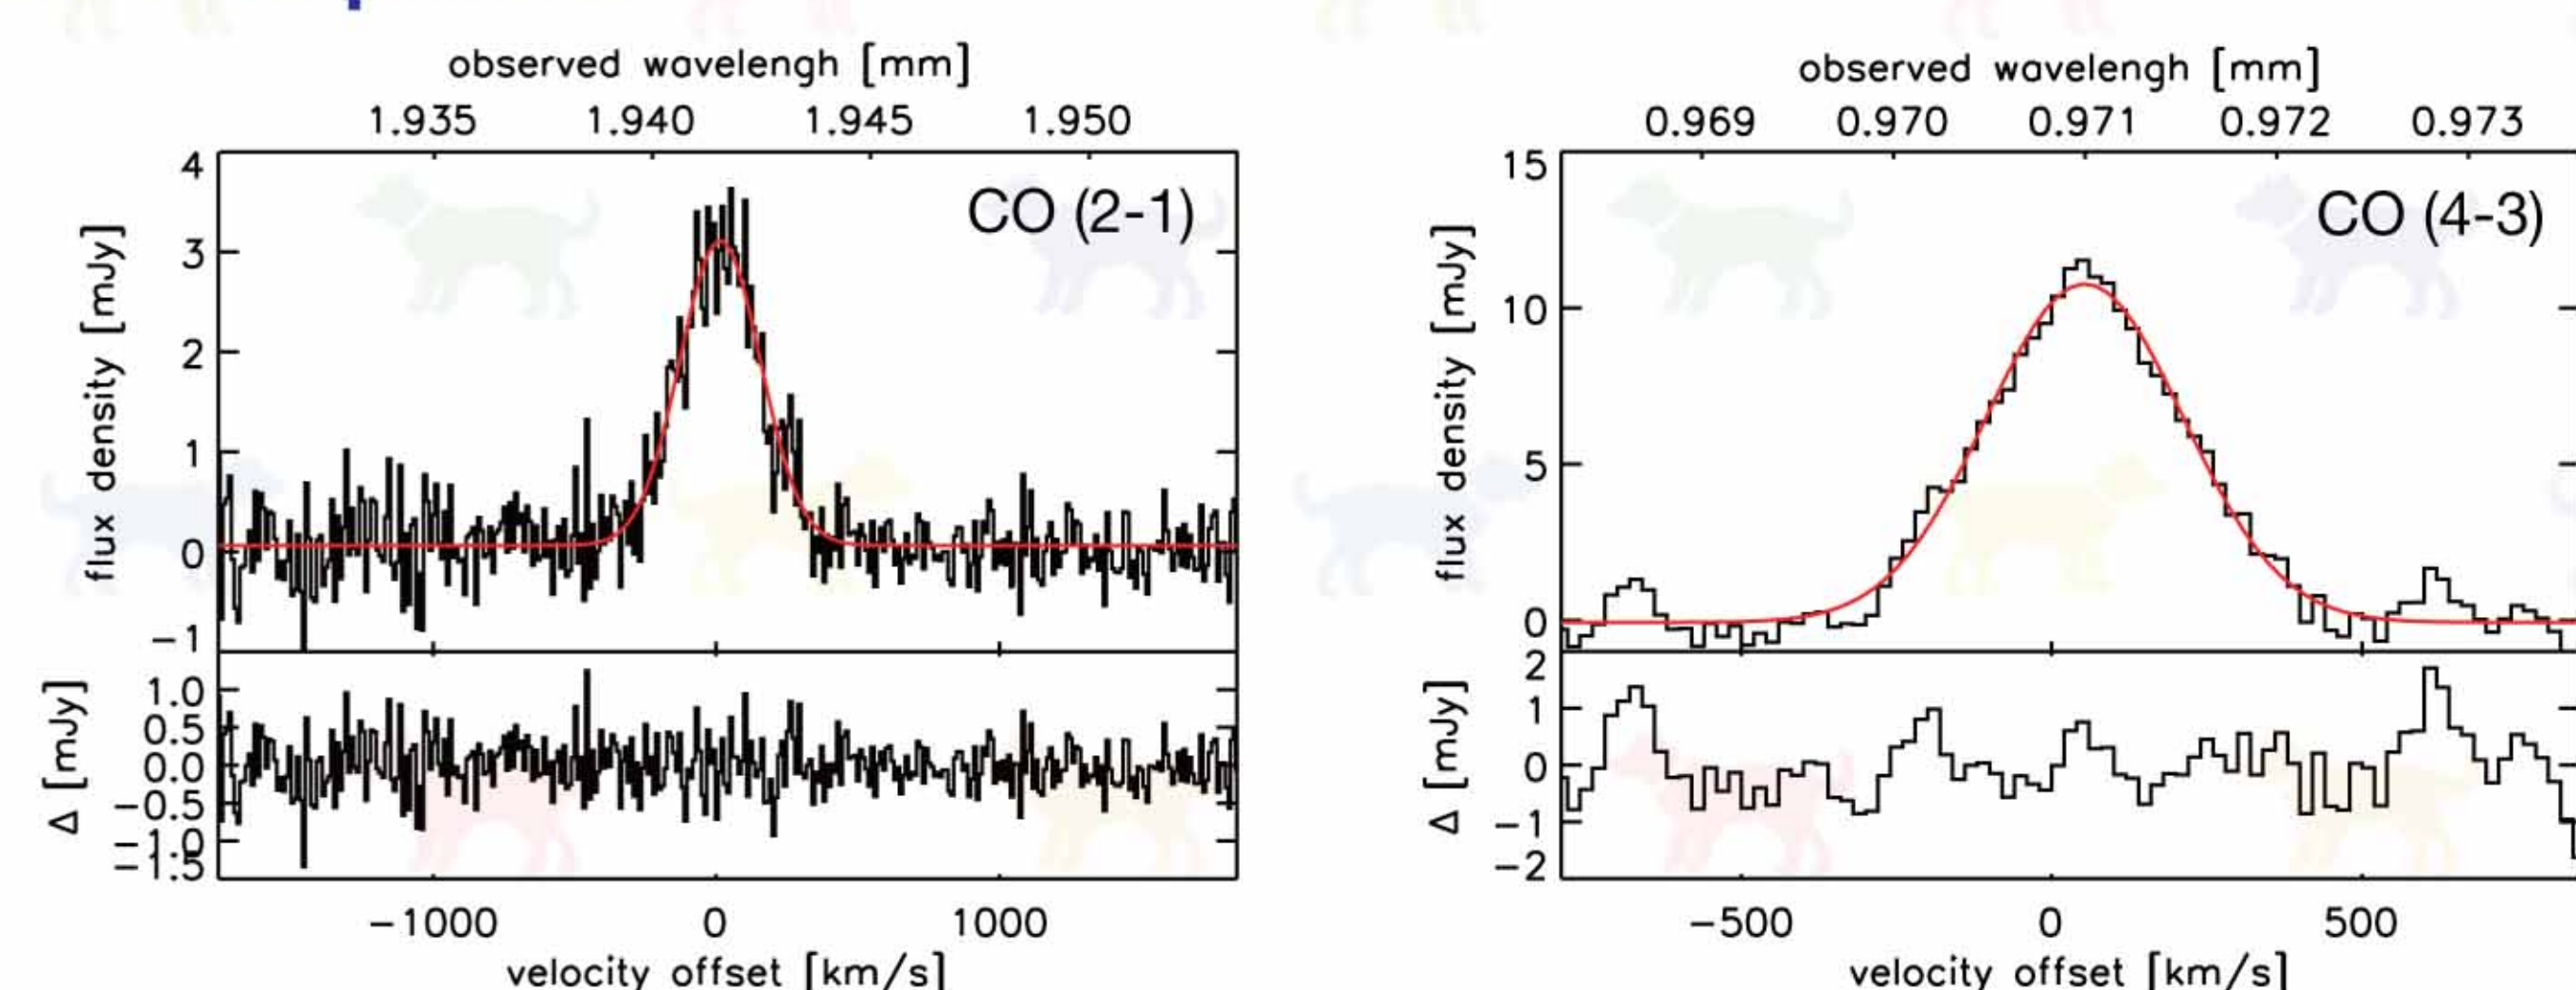 observed wavelengh [mm]
1.935 1.940 1.945 1.950
4
3
2
1
0
−1
flux density [mJy]
CO (2-1)
1.0
0.5
0.0
−0.5
−1.0
−1.5
Δ [mJy]
−1000 0 1000
velocity offset [km/s]
observed wavelengh [mm]
0.969 0.970 0.971 0.972 0.973
15
10
5
0
flux density [mJy]
CO (4-3)
2
1
0
−1
−2
Δ [mJy]
−500 0 500
velocity offset [km/s]